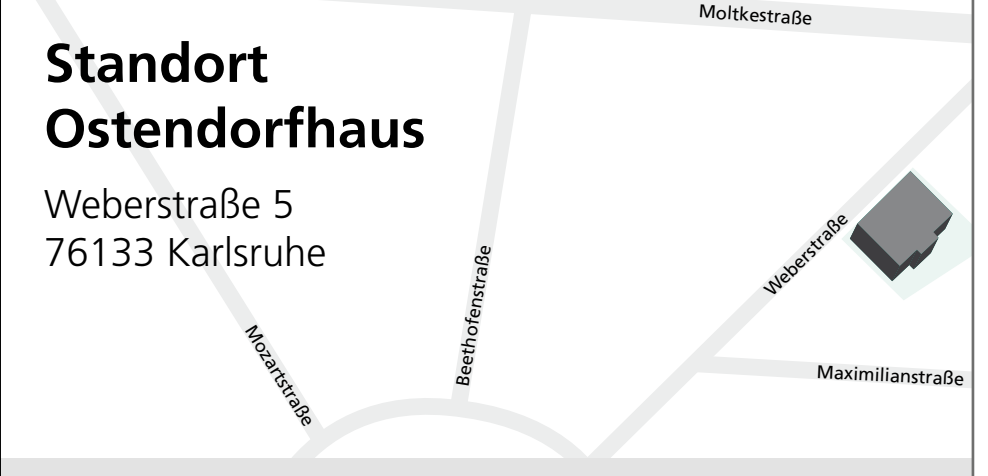 Moltkestraße
Standort
Ostendorfhaus
Weberstraße 5
76133 Karlsruhe
Weberstraße
Beethofenstraße
Mozartstraße
Maximilianstraße